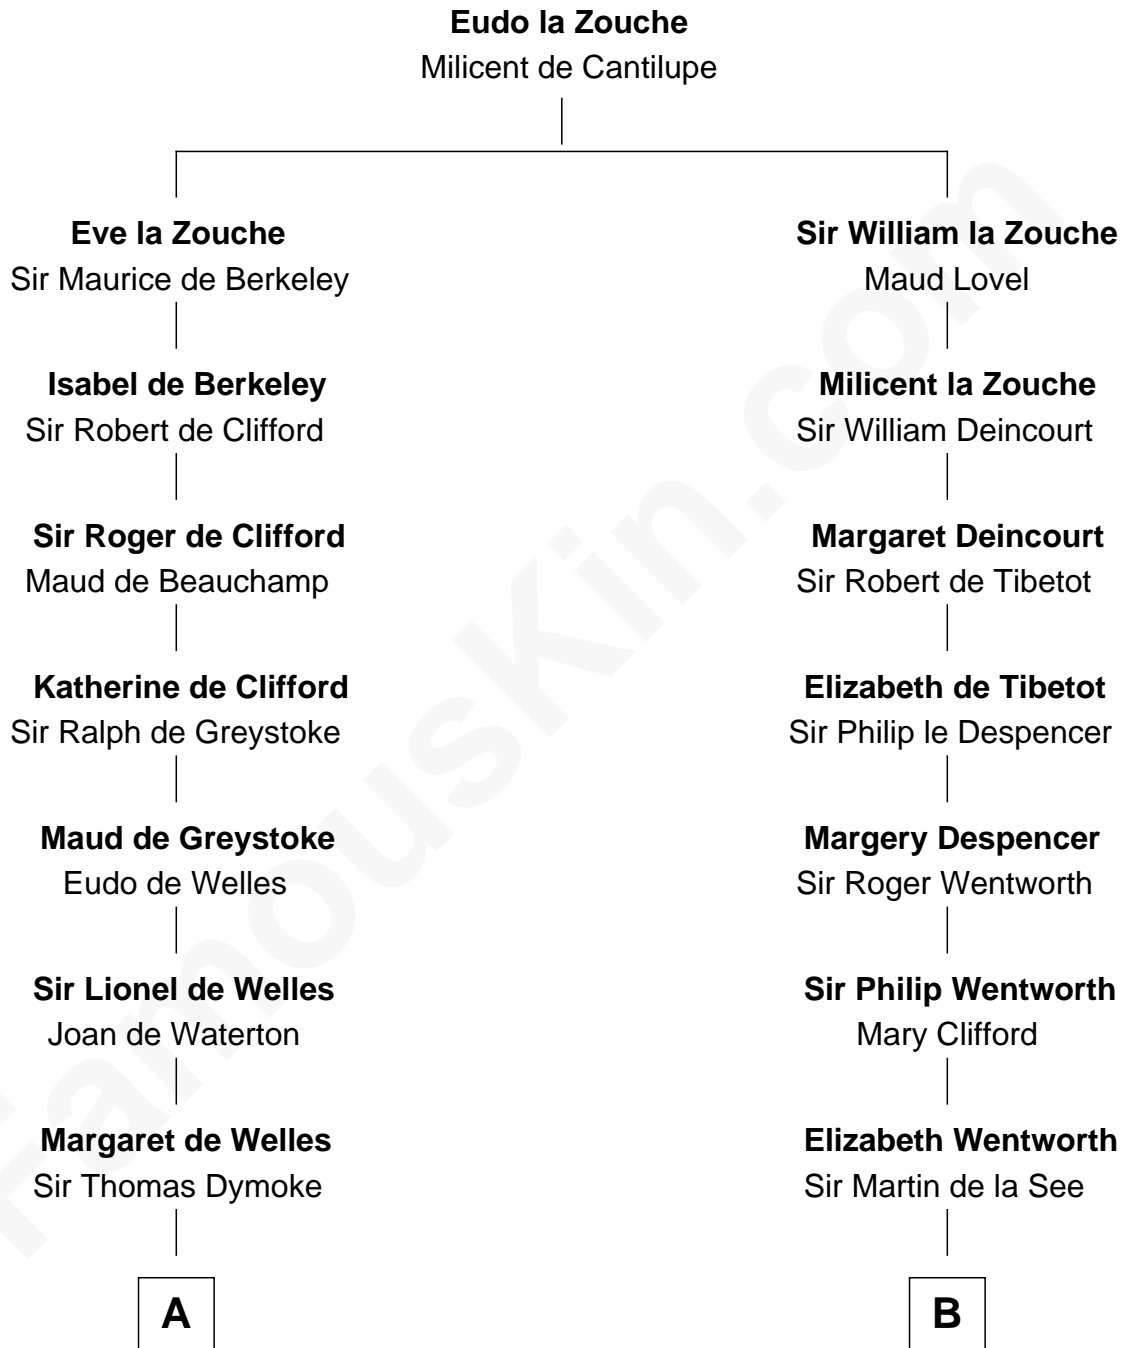 Eudo la Zouche
Milicent de Cantilupe
Eve la Zouche
Sir Maurice de Berkeley
Isabel de Berkeley
Sir Robert de Clifford
Sir Roger de Clifford
Maud de Beauchamp
Katherine de Clifford
Sir Ralph de Greystoke
Maud de Greystoke
Eudo de Welles
Sir Lionel de Welles
Joan de Waterton
Margaret de Welles
Sir Thomas Dymoke
A
Sir William la Zouche
Maud Lovel
Milicent la Zouche
Sir William Deincourt
Margaret Deincourt
Sir Robert de Tibetot
Elizabeth de Tibetot
Sir Philip le Despencer
Margery Despencer
Sir Roger Wentworth
Sir Philip Wentworth
Mary Clifford
Elizabeth Wentworth
Sir Martin de la See
B
FamousKin.com